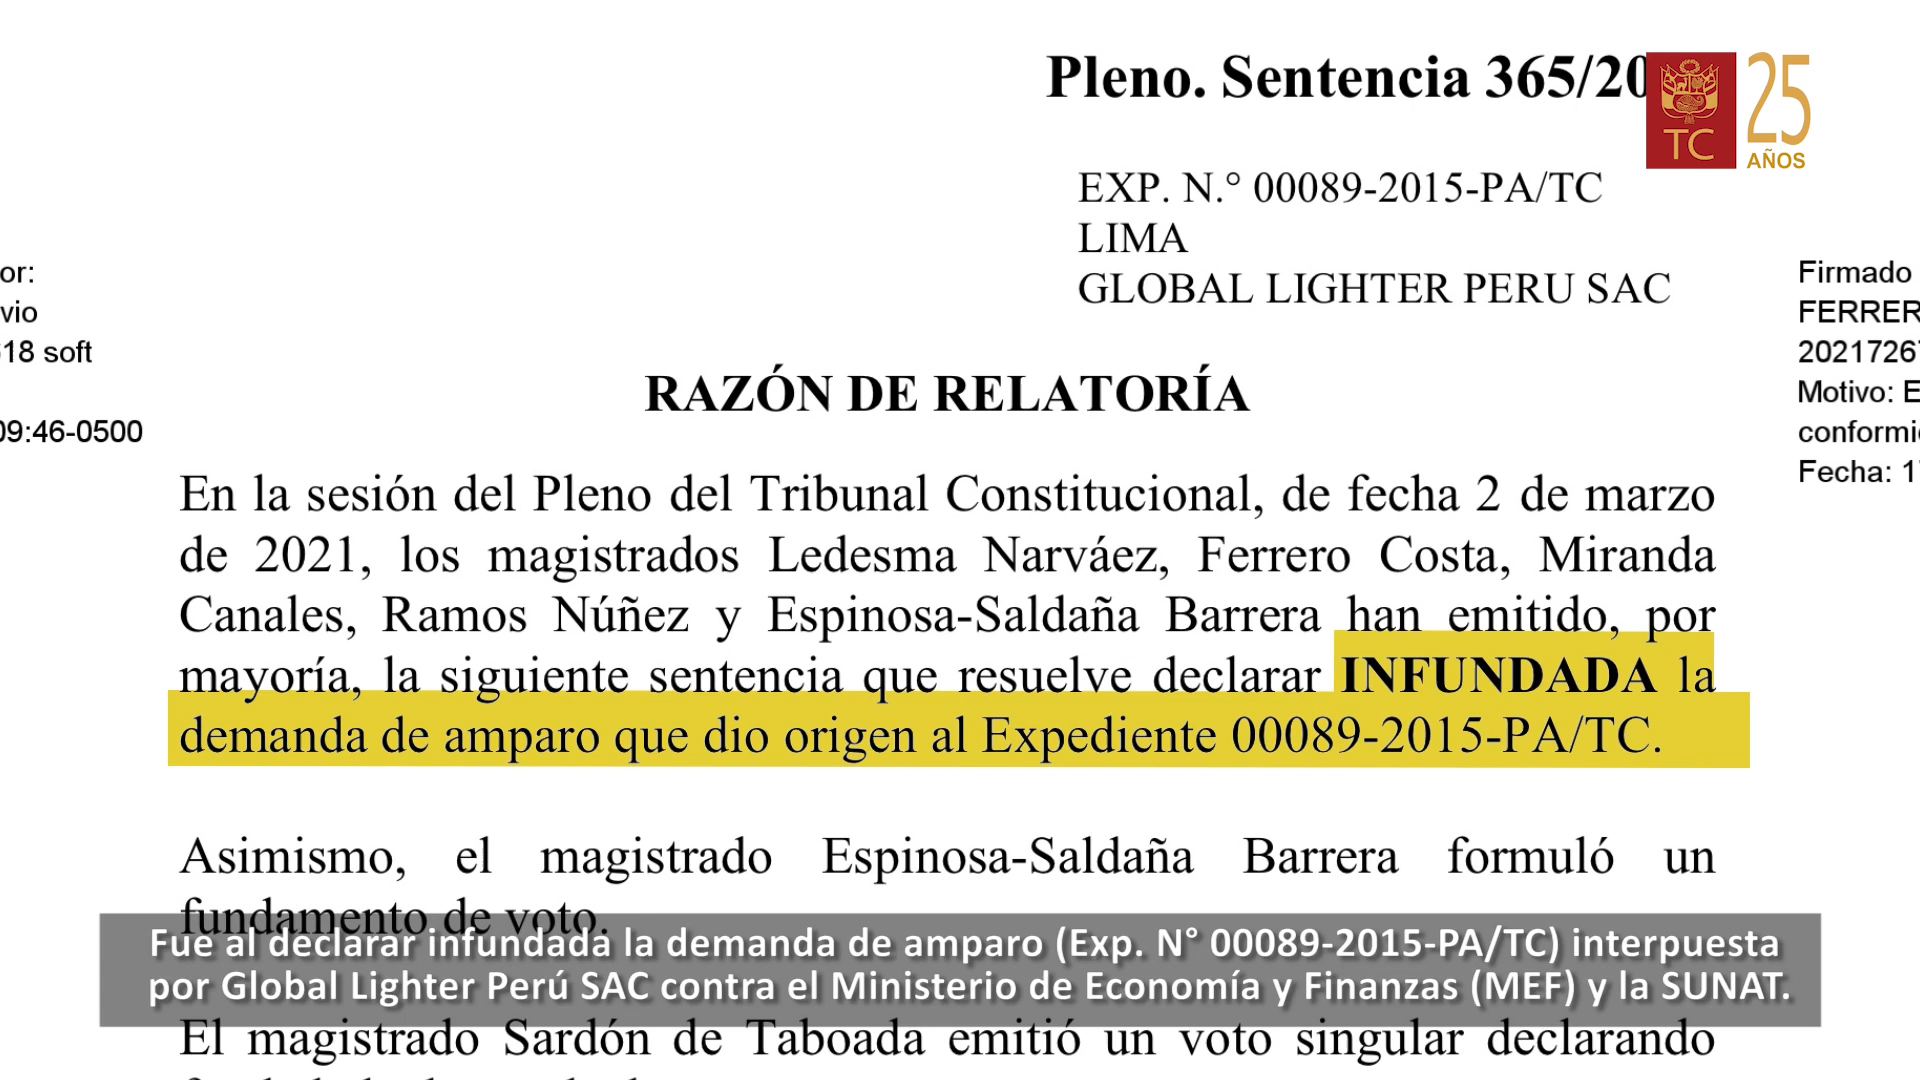 Pleno. Sentencia 365/20
TC
25
AÑOS
EXP. N.° 00089-2015-PA/TC
LIMA
GLOBAL LIGHTER PERU SAC
or:
vio
18 soft
09:46-0500
Firmado
FERRER
2021726
Motivo: E
conformi
Fecha: 1
RAZÓN DE RELATORÍA
En la sesión del Pleno del Tribunal Constitucional, de fecha 2 de marzo
de 2021, los magistrados Ledesma Narváez, Ferrero Costa, Miranda
Canales, Ramos Núñez y Espinosa-Saldaña Barrera han emitido, por
mayoría, la siguiente sentencia que resuelve declarar INFUNDADA la
demanda de amparo que dio origen al Expediente 00089-2015-PA/TC.
Asimismo, el magistrado Espinosa-Saldaña Barrera formuló un
fundamento de voto.
Fue al declarar infundada la demanda de amparo (Exp. N° 00089-2015-PA/TC) interpuesta
por Global Lighter Perú SAC contra el Ministerio de Economía y Finanzas (MEF) y la SUNAT.
El magistrado Sardón de Taboada emitió un voto singular declarando